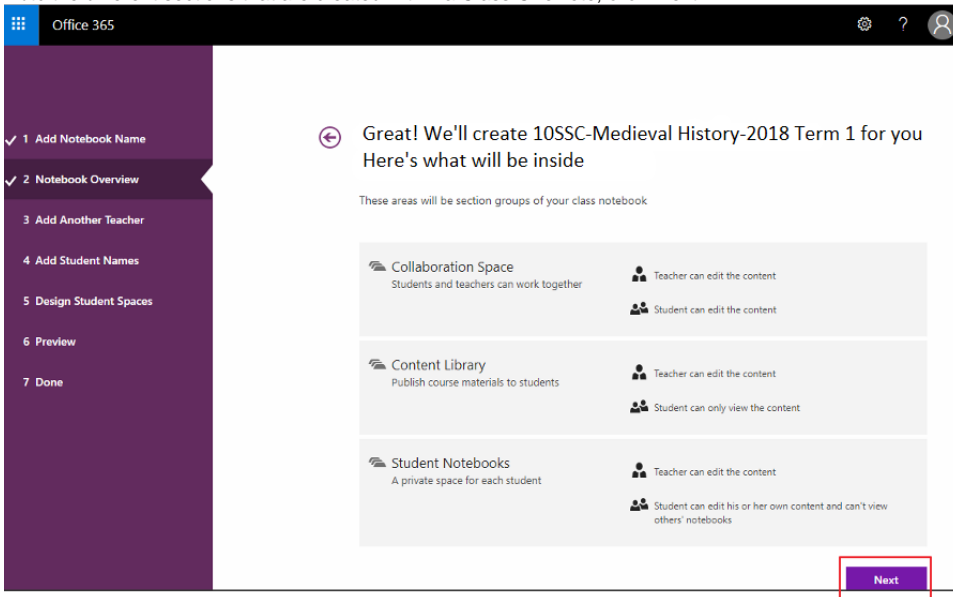 Office 365
?
1 Add Notebook Name
2 Notebook Overview
3 Add Another Teacher
4 Add Student Names
5 Design Student Spaces
6 Preview
7 Done
Great! We'll create 10SSC-Medieval History-2018 Term 1 for you
Here's what will be inside
These areas will be section groups of your class notebook
Collaboration Space
Students and teachers can work together
Teacher can edit the content
Student can edit the content
Content Library
Publish course materials to students
Teacher can edit the content
Student can only view the content
Student Notebooks
A private space for each student
Teacher can edit the content
Student can edit his or her own content and can't view
others' notebooks
Next